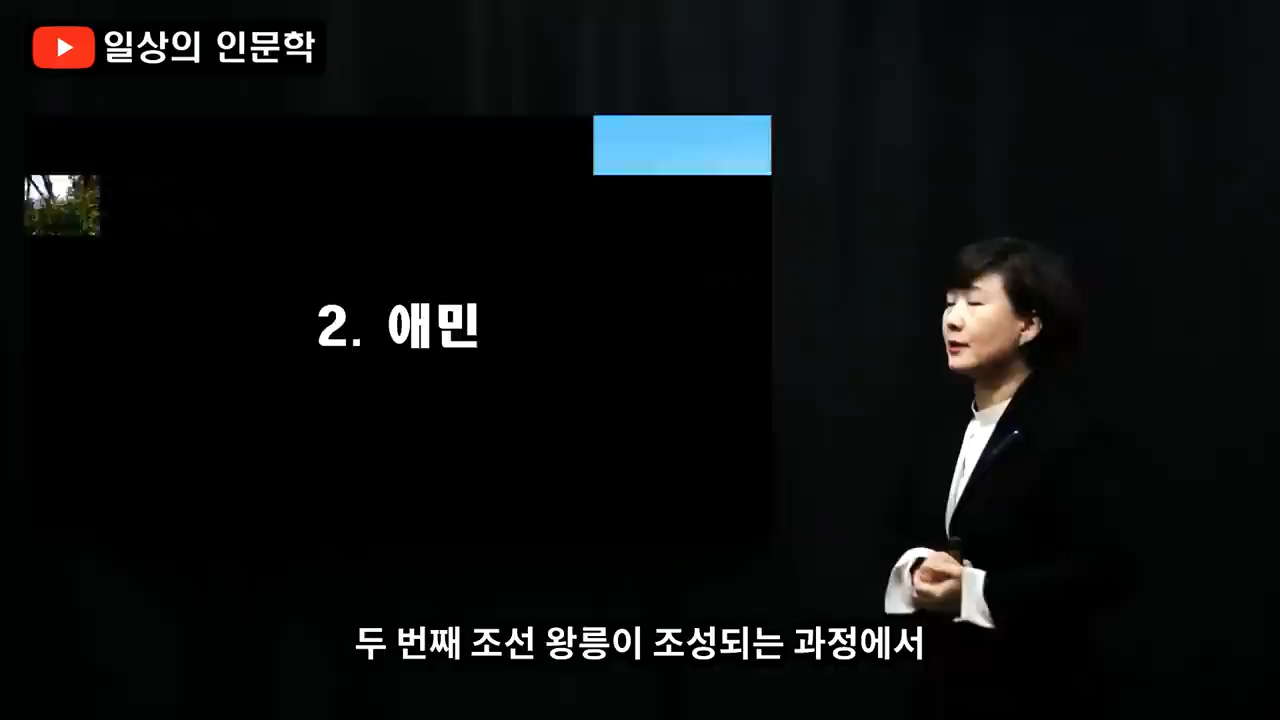 일상의 인문학
2. 애민
두 번째 조선 왕릉이 조성되는 과정에서